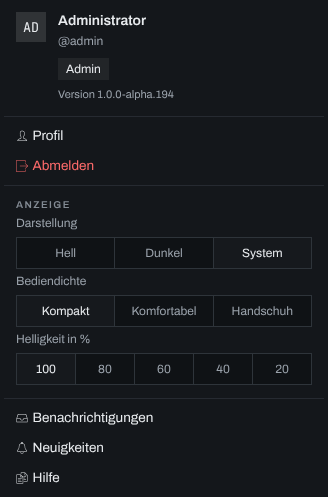 AD
Administrator
@admin
Admin
Version 1.0.0-alpha.194
Profil
Abmelden
ANZEIGE
Darstellung
Hell Dunkel System
Bediendichte
Kompakt Komfortabel Handschuh
Helligkeit in %
100 80 60 40 20
Benachrichtigungen
Neuigkeiten
Hilfe